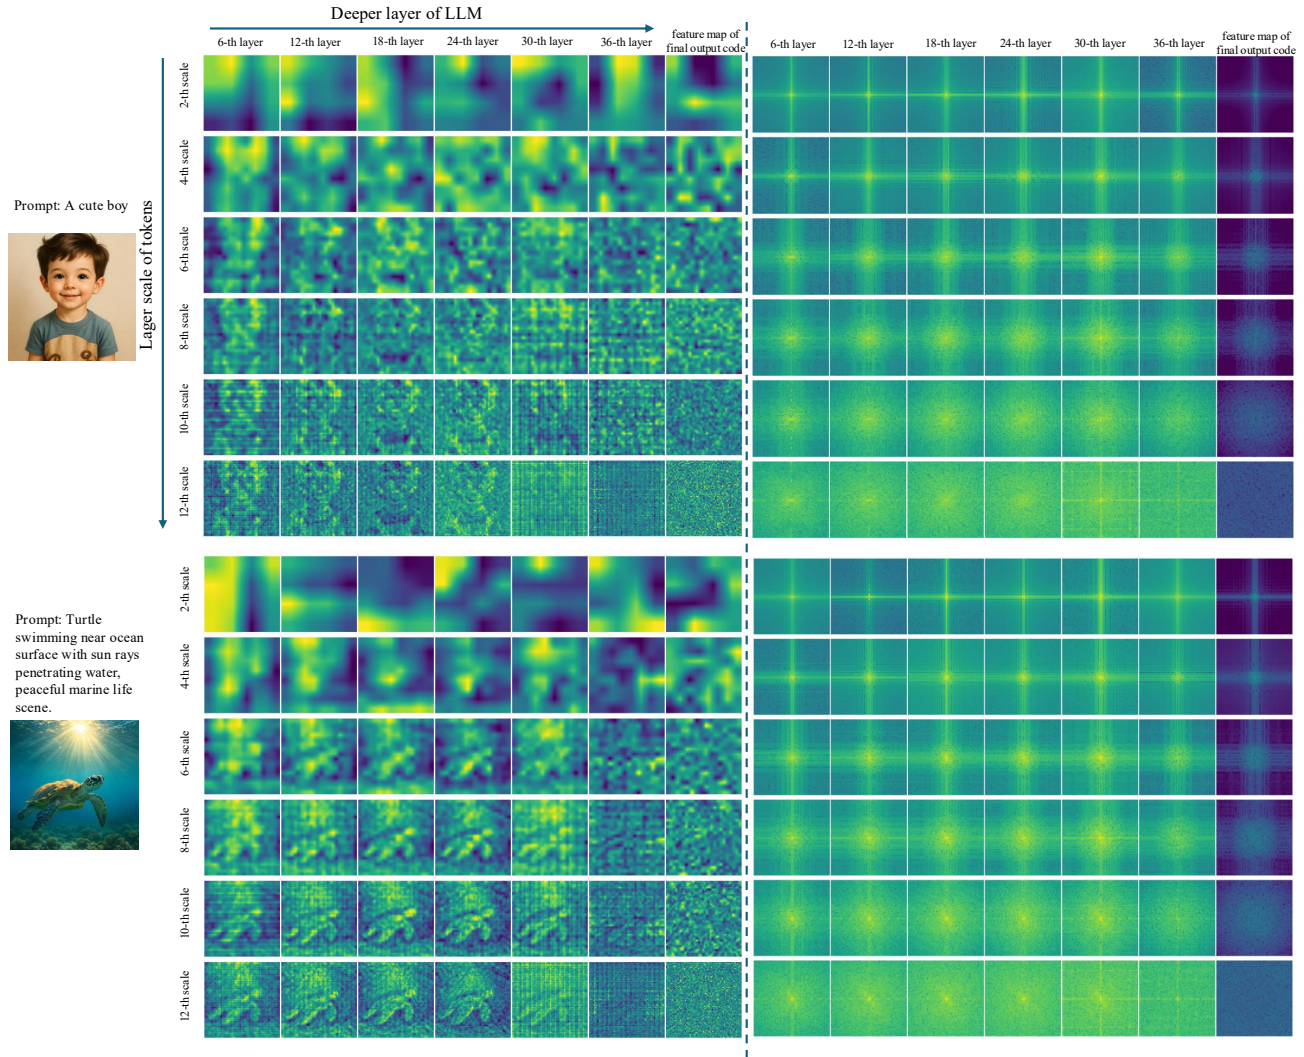 Deeper layer of LLM
6-th layer
12-th layer
18-th layer
24-th layer
30-th layer
36-th layer
feature map of
final output code
6-th layer
12-th layer
18-th layer
24-th layer
30-th layer
36-th layer
feature map of
final output code
Lager scale of tokens
2-th scale
4-th scale
6-th scale
8-th scale
10-th scale
12-th scale
Prompt: A cute boy
2-th scale
4-th scale
6-th scale
8-th scale
10-th scale
12-th scale
Prompt: Turtle
swimming near ocean
surface with sun rays
penetrating water,
peaceful marine life
scene.